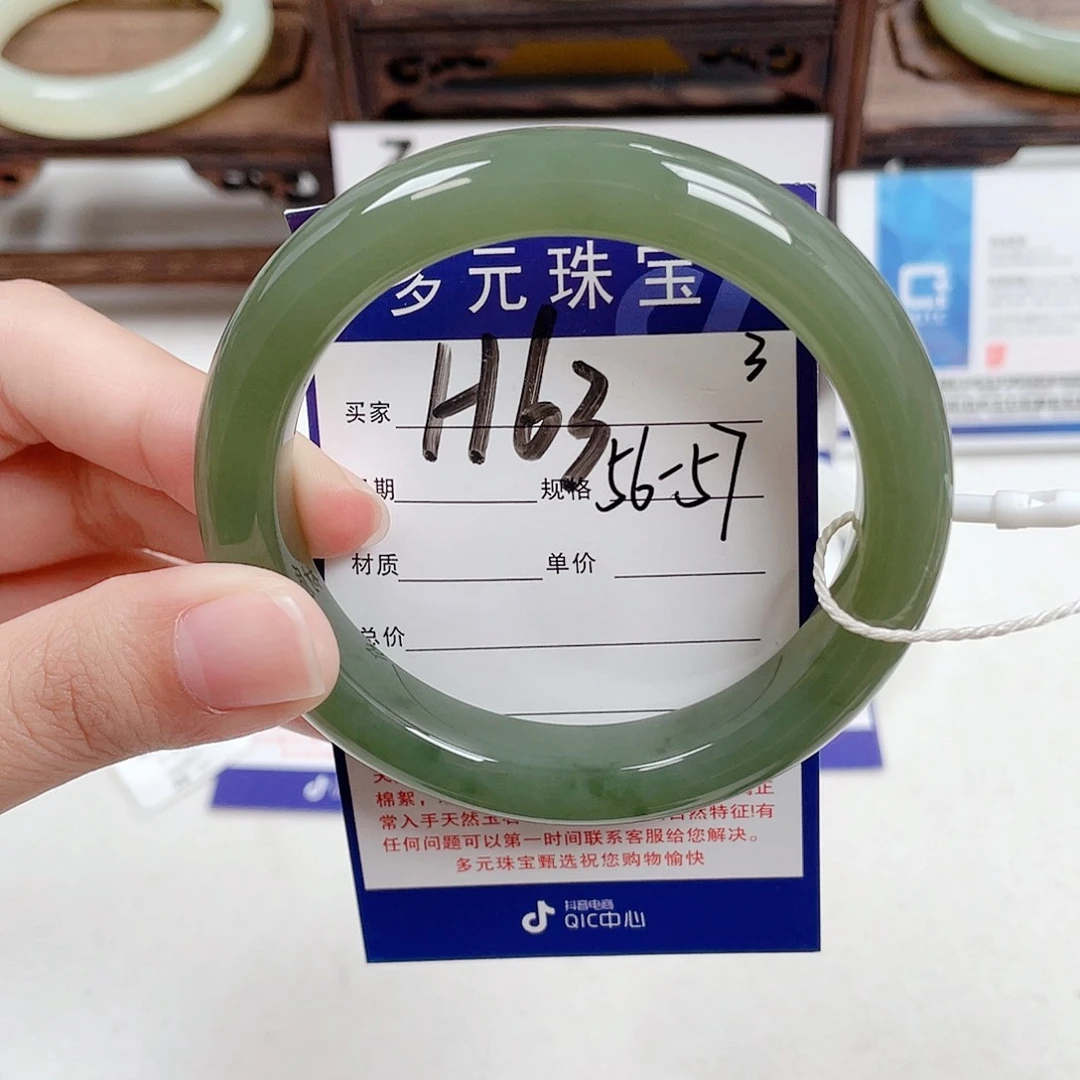 多元珠宝
3
买家 H63
期 规格 56-57
材质 单价
总价
棉絮,
常入手天然玉石 自然特征!有
任何问题可以第一时间联系客服给您解决。
多元珠宝甄选祝您购物愉快
抖音电商
QIC中心